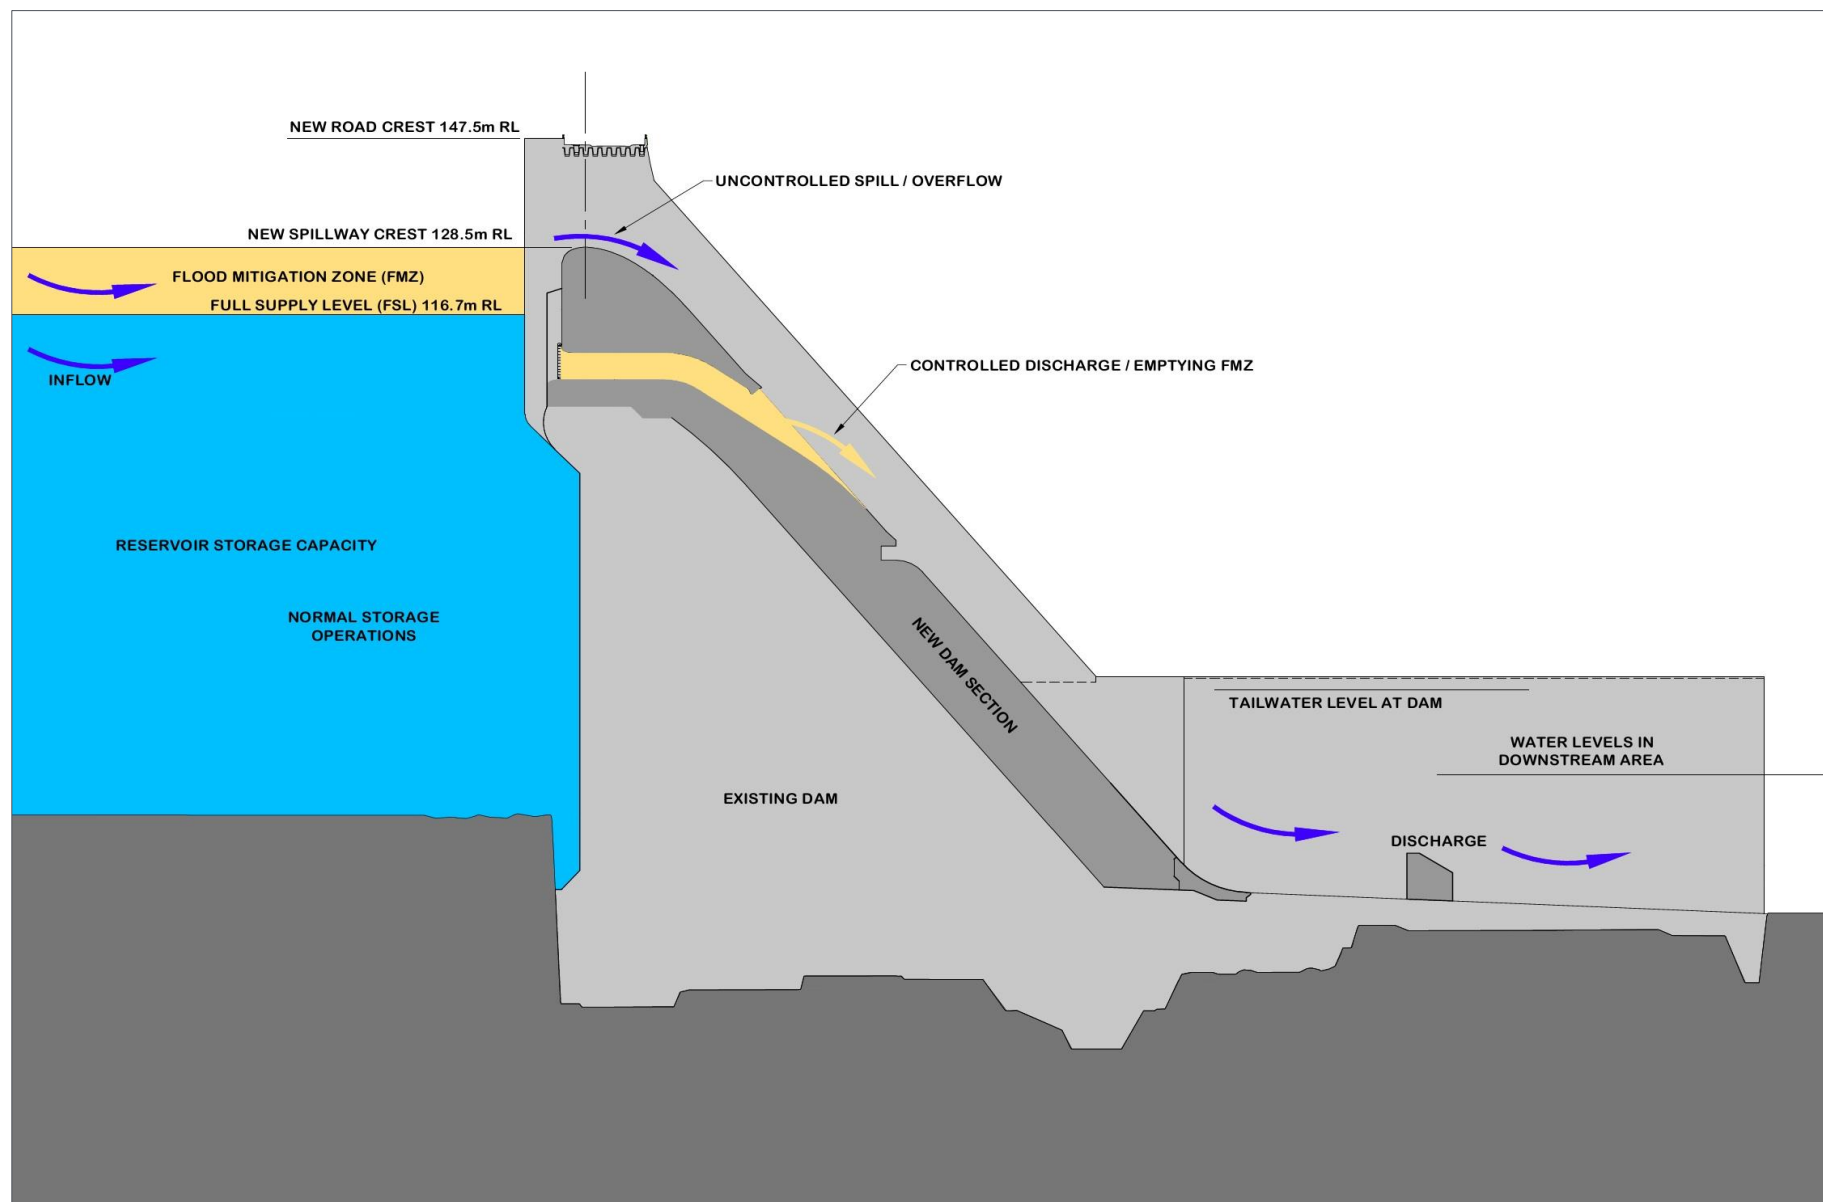 NEW ROAD CREST 147.5m RL
UNCONTROLLED SPILL / OVERFLOW
NEW SPILLWAY CREST 128.5m RL
FLOOD MITIGATION ZONE (FMZ)
FULL SUPPLY LEVEL (FSL) 116.7m RL
INFLOW
CONTROLLED DISCHARGE / EMPTYING FMZ
RESERVOIR STORAGE CAPACITY
NORMAL STORAGE
OPERATIONS
NEW DAM SECTION
TAILWATER LEVEL AT DAM
WATER LEVELS IN
DOWNSTREAM AREA
EXISTING DAM
DISCHARGE